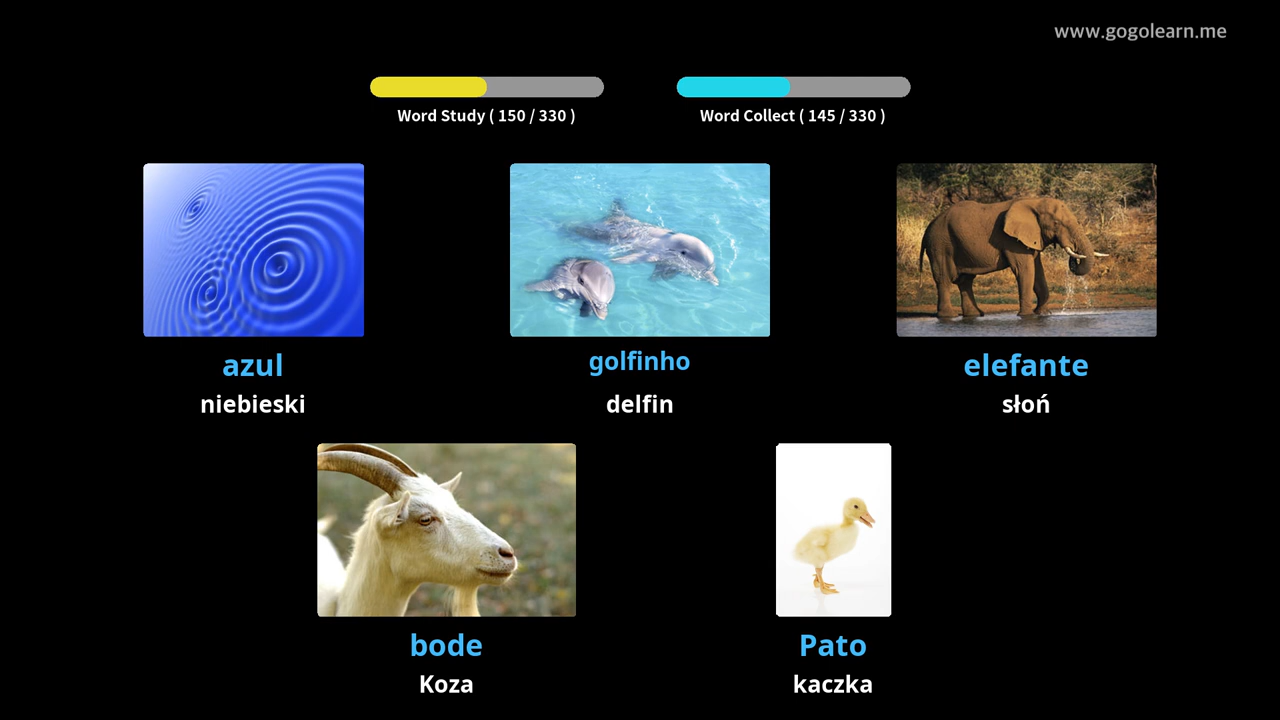 www.gogolearn.me
Word Study ( 150 / 330 )
Word Collect ( 145 / 330 )
azul
niebieski
golfinho
delfin
elefante
słoń
bode
Koza
Pato
kaczka